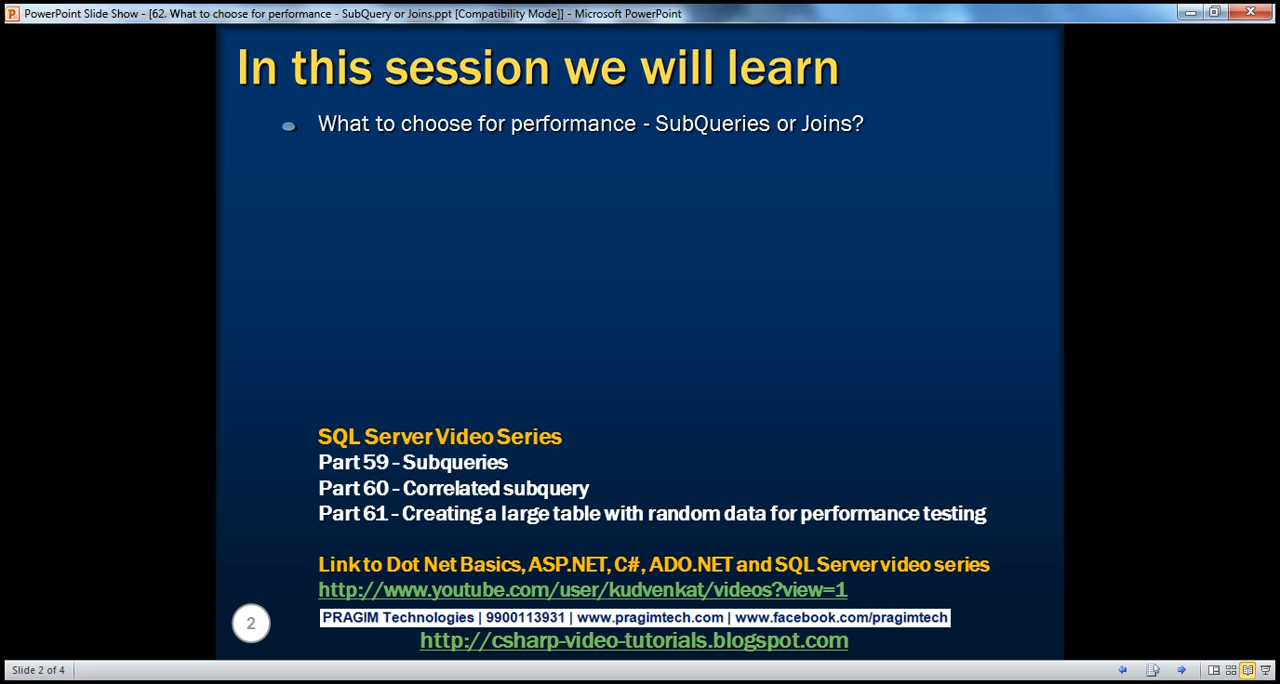 PowerPoint Slide Show - [62. What to choose for performance - SubQuery or Joins.ppt [Compatibility Mode]] - Microsoft PowerPoint
In this session we will learn
What to choose for performance - SubQueries or Joins?
SQL Server Video Series
Part 59 - Subqueries
Part 60 - Correlated subquery
Part 61 - Creating a large table with random data for performance testing
Link to Dot Net Basics, ASP.NET, C#, ADO.NET and SQL Server video series
http://www.youtube.com/user/kudvenkat/videos?view=1
2
PRAGIM Technologies | 9900113931 | www.pragimtech.com | www.facebook.com/pragimtech
http://csharp-video-tutorials.blogspot.com
Slide 2 of 4